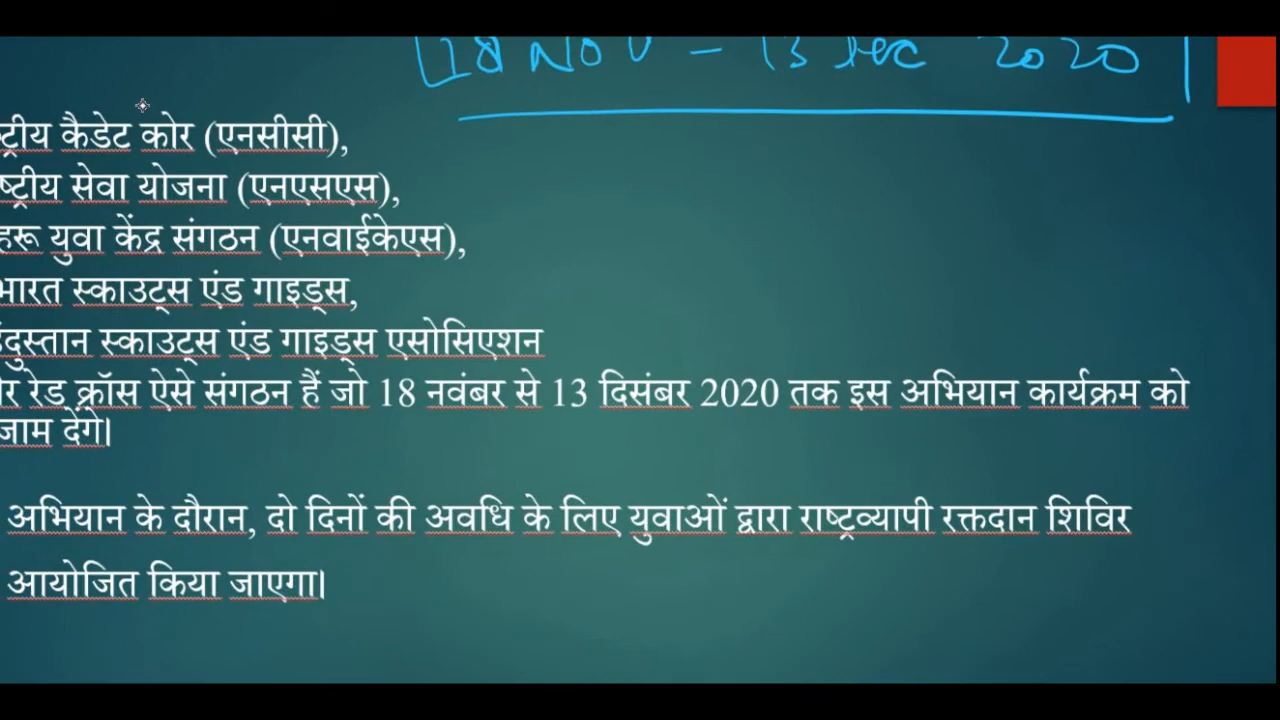 18 Nov - 13 Dec 2020
ट्रीय कैडेट कोर (एनसीसी),
ष्ट्रीय सेवा योजना (एनएसएस),
हरू युवा केंद्र संगठन (एनवाईकेएस),
भारत स्काउट्स एंड गाइड्स,
दुस्तान स्काउट्स एंड गाइड्स एसोसिएशन
र रेड क्रॉस ऐसे संगठन हैं जो 18 नवंबर से 13 दिसंबर 2020 तक इस अभियान कार्यक्रम को
जाम देंगे।
अभियान के दौरान, दो दिनों की अवधि के लिए युवाओं द्वारा राष्ट्रव्यापी रक्तदान शिविर
आयोजित किया जाएगा।